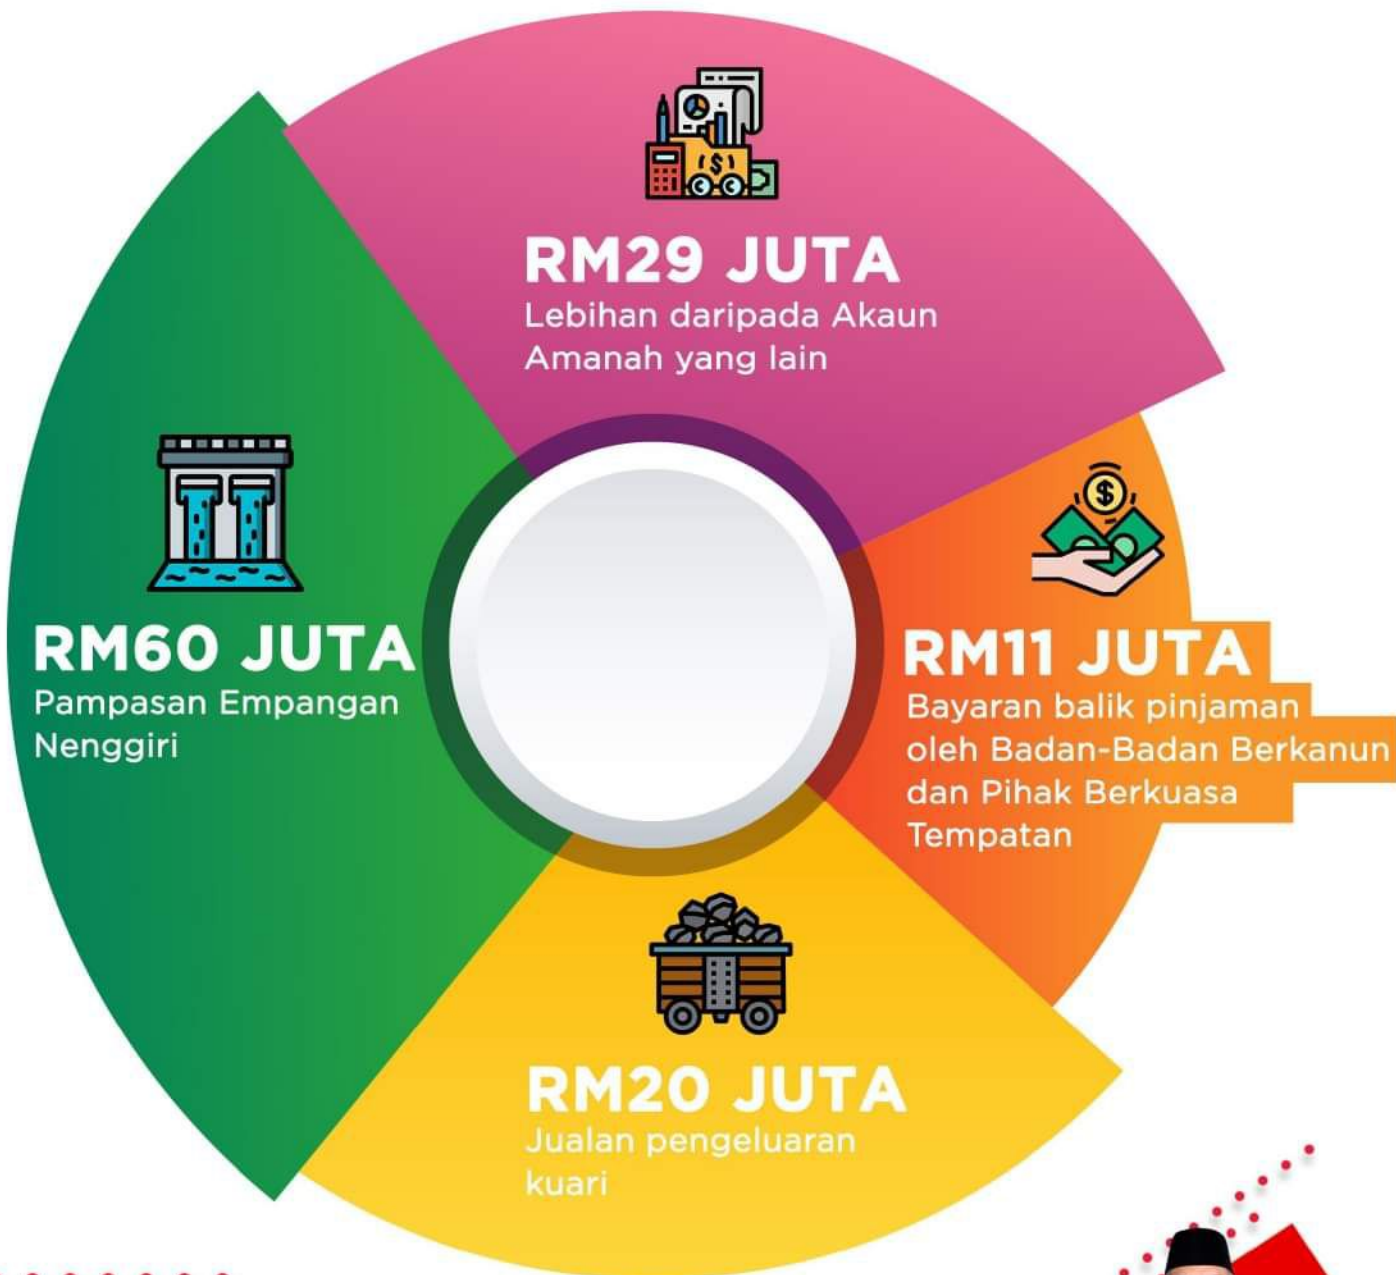 RM29 JUTA
Lebihan daripada Akaun
Amanah yang lain
RM60 JUTA
Pampasan Empangan
Nenggiri
RM11 JUTA
Bayaran balik pinjaman
oleh Badan-Badan Berkanun
dan Pihak Berkuasa
Tempatan
RM20 JUTA
Jualan pengeluaran
kuari